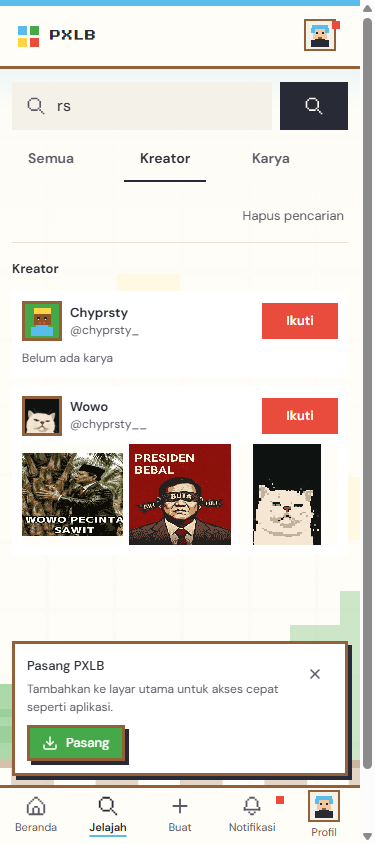 PXLB
rs
Semua
Kreator
Karya
Hapus pencarian
Kreator
Chyprsty
@chyprsty_
Ikuti
Belum ada karya
Wowo
@chyprsty__
Ikuti
WOWO PECINTA
SAWIT
PRESIDEN
BEBAL
BUTA
Pasang PXLB
Tambahkan ke layar utama untuk akses cepat
seperti aplikasi.
Pasang
Beranda
Jelajah
Buat
Notifikasi
Profil